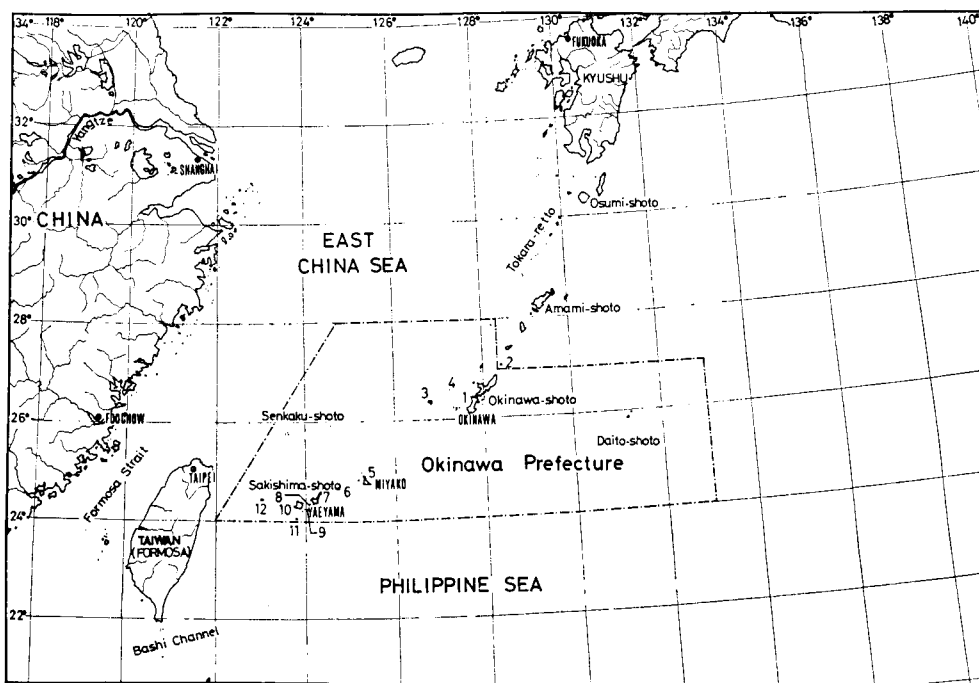 34° 118° 120° 122° 124° 126° 128° 130° 132° 134° 136° 138° 140°
FUKUOKA
KYUSHU
32°
Yangtze
SHANGHAI
Osumi-shoto
CHINA
30°
EAST
CHINA SEA
Tokara-retto
Amami-shoto
28°
2
4
3
1
Okinawa-shoto
OKINAWA
Senkaku-shoto
26°
FOOCHOW
Daito-shoto
Formosa Strait
TAIPEI
Okinawa Prefecture
5
MIYAKO
Sakishima-shoto
6
8
7
12
10
YAEYAMA
24°
11
9
TAIWAN
(FORMOSA)
PHILIPPINE SEA
22°
Bashi Channel